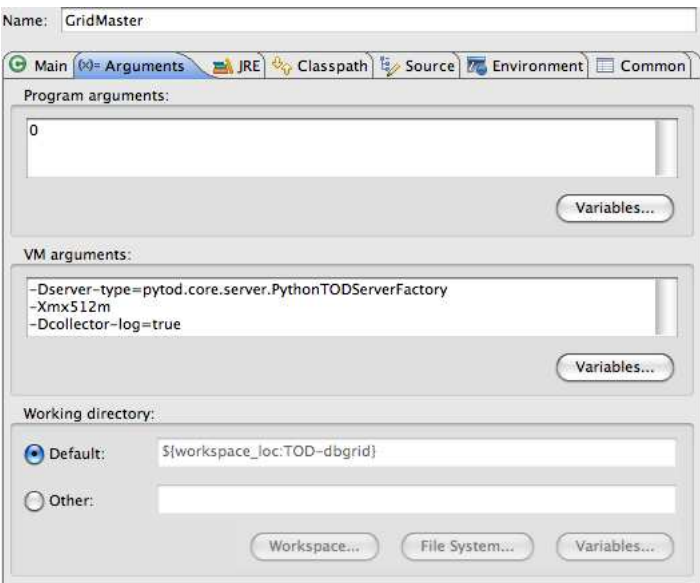 Name: GridMaster
Main (x)= Arguments JRE Classpath Source Environment Common
Program arguments:
0
Variables...
VM arguments:
-Dserver-type=pytod.core.server.PythonTODServerFactory
-Xmx512m
-Dcollector-log=true
Variables...
Working directory:
Default: ${workspace_loc:TOD-dbgrid}
Other:
Workspace... File System... Variables...